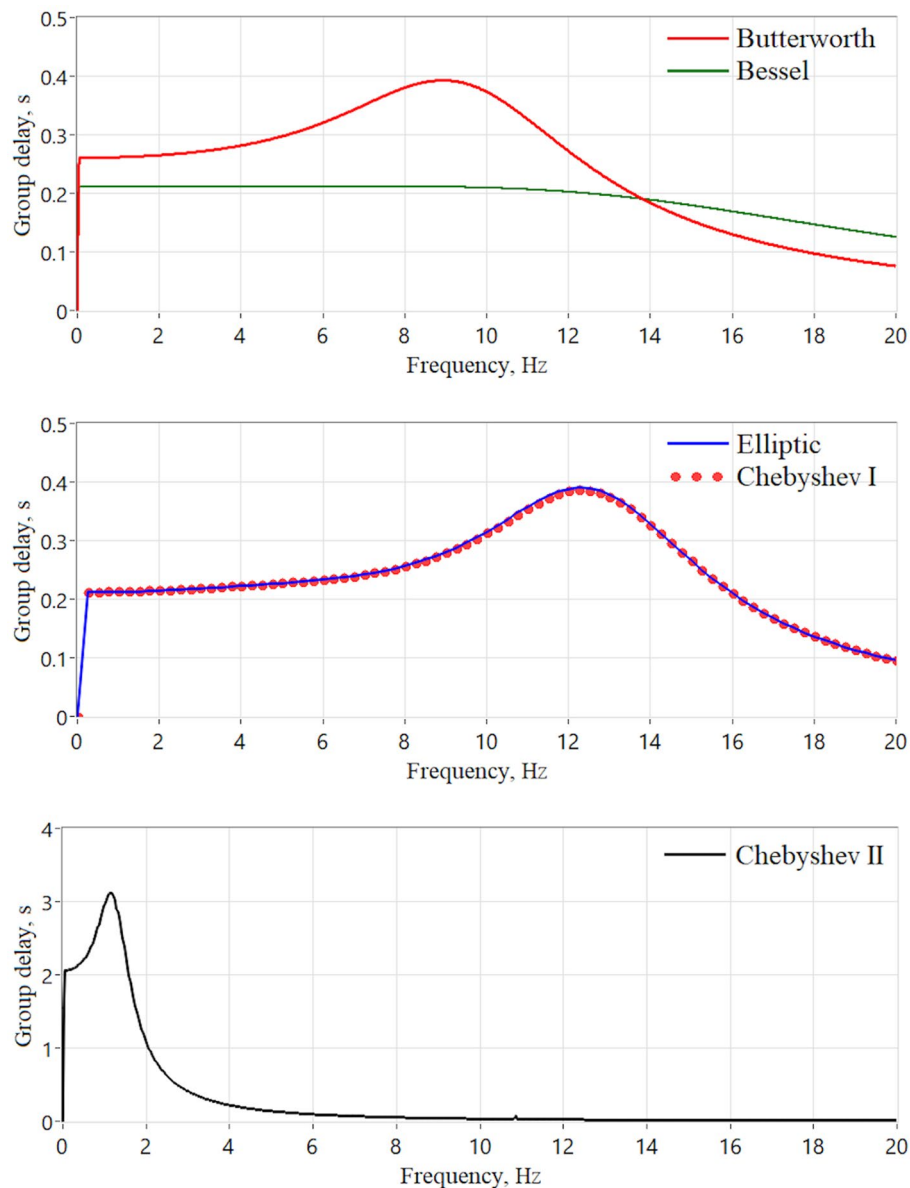 0.5
0.4
0.3
0.2
0.1
0
Group delay, s
Butterworth
Bessel
0 2 4 6 8 10 12 14 16 18 20
Frequency, Hz
0.5
0.4
0.3
0.2
0.1
0
Group delay, s
Elliptic
Chebyshev I
0 2 4 6 8 10 12 14 16 18 20
Frequency, Hz
4
3
2
1
0
Group delay, s
Chebyshev II
0 2 4 6 8 10 12 14 16 18 20
Frequency, Hz